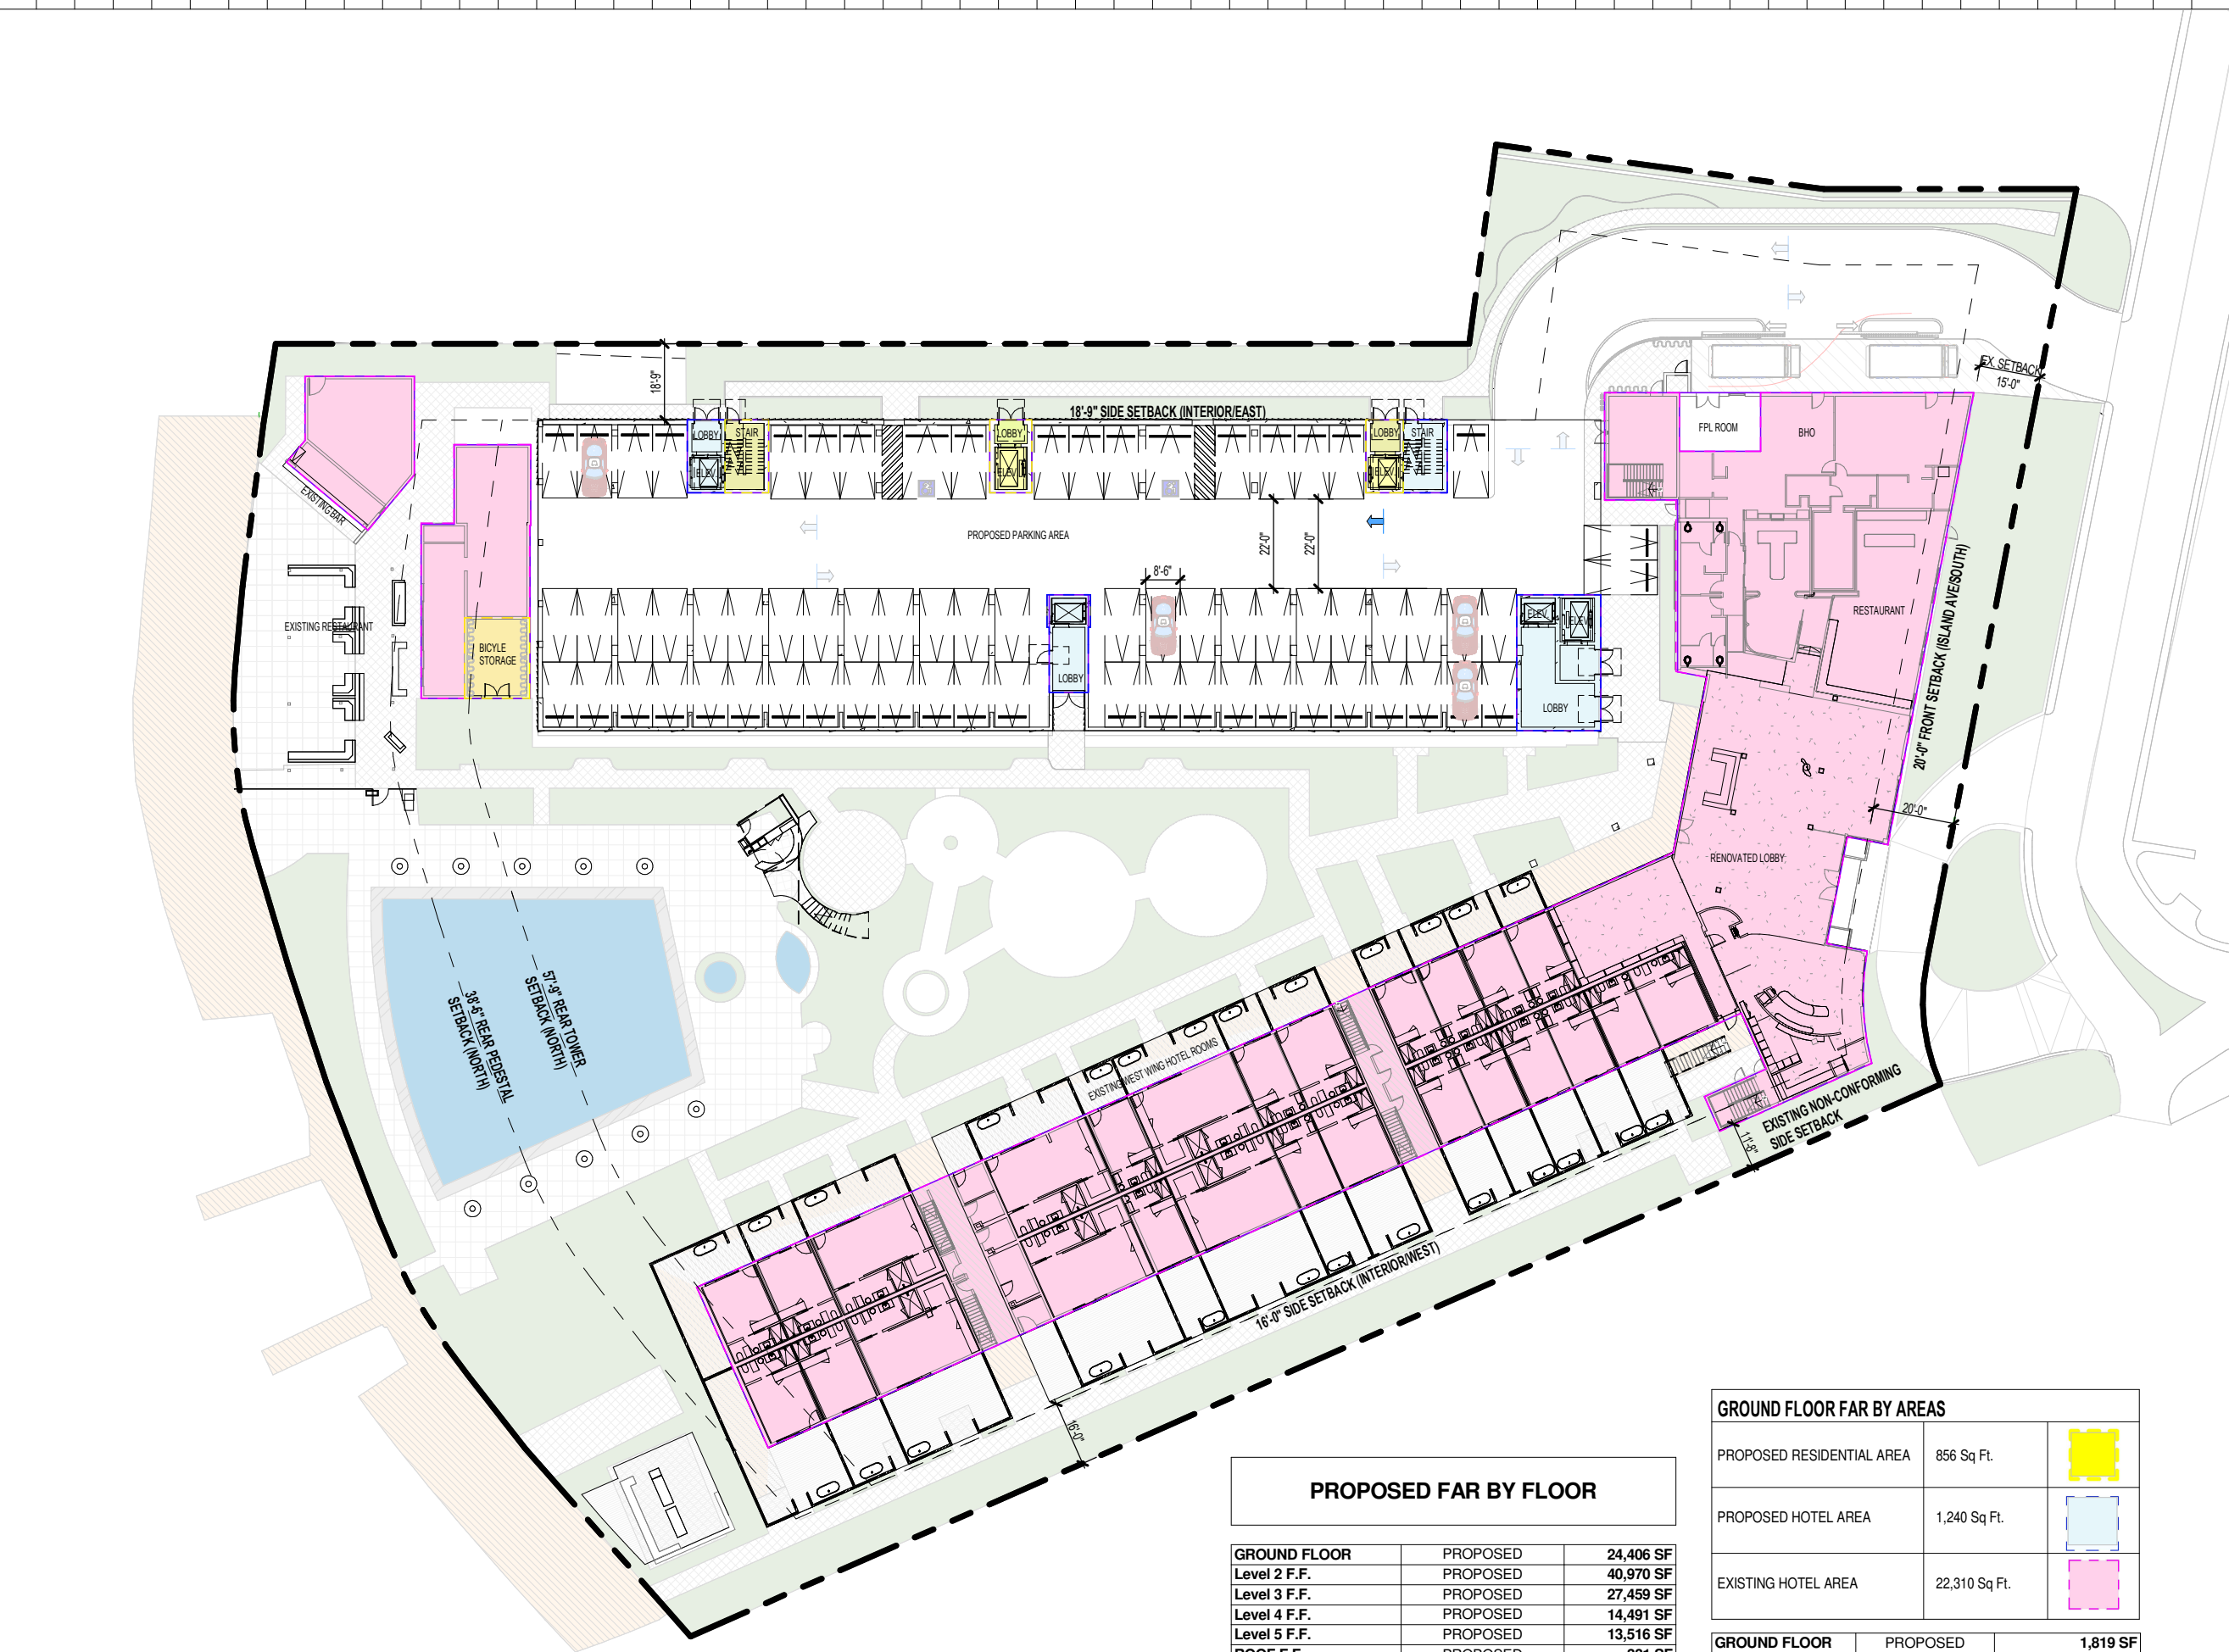 EX. SETBACK
15'-0"
18'-9"
18'-9" SIDE SETBACK (INTERIOR/EAST)
LOBBY
STAIR
LOBBY
LOBBY
STAIR
ELEV.
ELEV.
ELEV.
FPL ROOM
BHO
EXISTING BAR
PROPOSED PARKING AREA
22'-0"
22'-0"
8'-6"
EXISTING RESTAURANT
BICYLE
STORAGE
ELEV.
ELEV.
LOBBY
LOBBY
RESTAURANT
20'-0" FRONT SETBACK (ISLAND AVE/SOUTH)
20'-0"
RENOVATED LOBBY
57'-9" REAR TOWER
SETBACK (NORTH)
38'-6" REAR PEDESTAL
SETBACK (NORTH)
EXISTING WEST WING HOTEL ROOMS
EXISTING NON-CONFORMING
SIDE SETBACK
11'-8"
16'-0" SIDE SETBACK (INTERIOR/WEST)
16'-0"
PROPOSED FAR BY FLOOR
GROUND FLOOR PROPOSED 24,406 SF
Level 2 F.F. PROPOSED 40,970 SF
Level 3 F.F. PROPOSED 27,459 SF
Level 4 F.F. PROPOSED 14,491 SF
Level 5 F.F. PROPOSED 13,516 SF
GROUND FLOOR FAR BY AREAS
PROPOSED RESIDENTIAL AREA 856 Sq Ft.
PROPOSED HOTEL AREA 1,240 Sq Ft.
EXISTING HOTEL AREA 22,310 Sq Ft.
GROUND FLOOR PROPOSED 1,819 SF